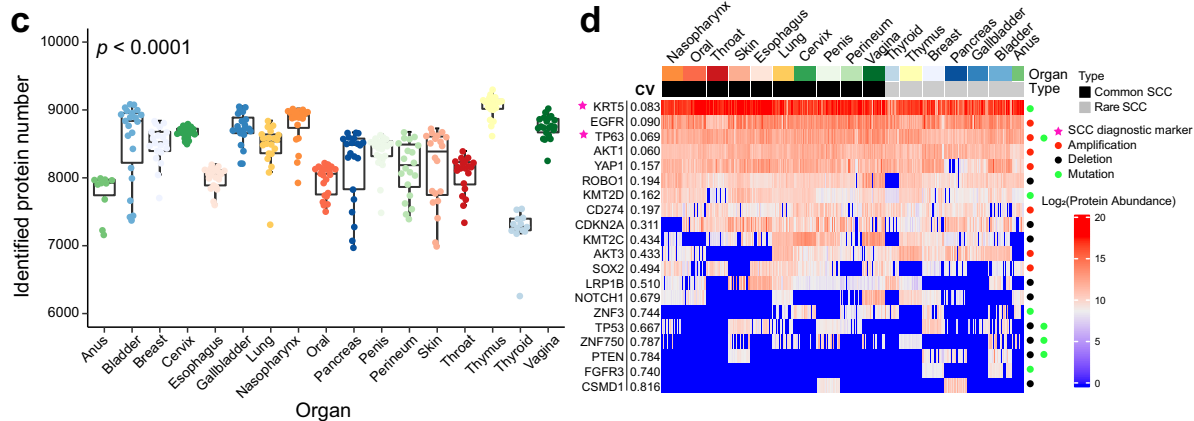 c
p < 0.0001
Identified protein number
10000
9000
8000
7000
6000
Anus
Bladder
Breast
Cervix
Esophagus
Gallbladder
Lung
Nasopharynx
Oral
Pancreas
Penis
Perineum
Skin
Throat
Thymus
Thyroid
Vagina
Organ
d
Nasopharynx
Oral
Throat
Skin
Esophagus
Lung
Cervix
Penis
Perineum
Vagina
Thyroid
Thymus
Breast
Pancreas
Gallbladder
Bladder
Anus
Organ
Type
CV
KRT5 0.083
EGFR 0.090
TP63 0.069
AKT1 0.060
YAP1 0.157
ROBO1 0.194
KMT2D 0.162
CD274 0.197
CDKN2A 0.311
KMT2C 0.434
AKT3 0.433
SOX2 0.494
LRP1B 0.510
NOTCH1 0.679
ZNF3 0.744
TP53 0.667
ZNF750 0.787
PTEN 0.784
FGFR3 0.740
CSMD1 0.816
Type
Common SCC
Rare SCC
SCC diagnostic marker
Amplification
Deletion
Mutation
Log₂(Protein Abundance)
20
15
10
5
0